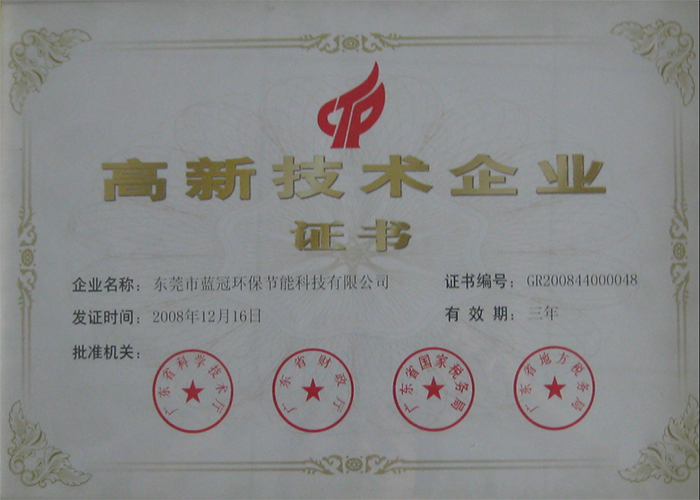 CTP
高新技术企业
证书
企业名称：东莞市蓝冠环保节能科技有限公司
证书编号：GR200844000048
发证时间：2008年12月16日
有效期：三年
批准机关：
广东省科学技术厅
广东省财政厅
广东省国家税务局
广东省地方税务局